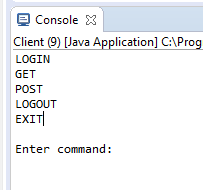 Console
Client (9) [Java Application] C:\Prog
LOGIN
GET
POST
LOGOUT
EXIT
Enter command: